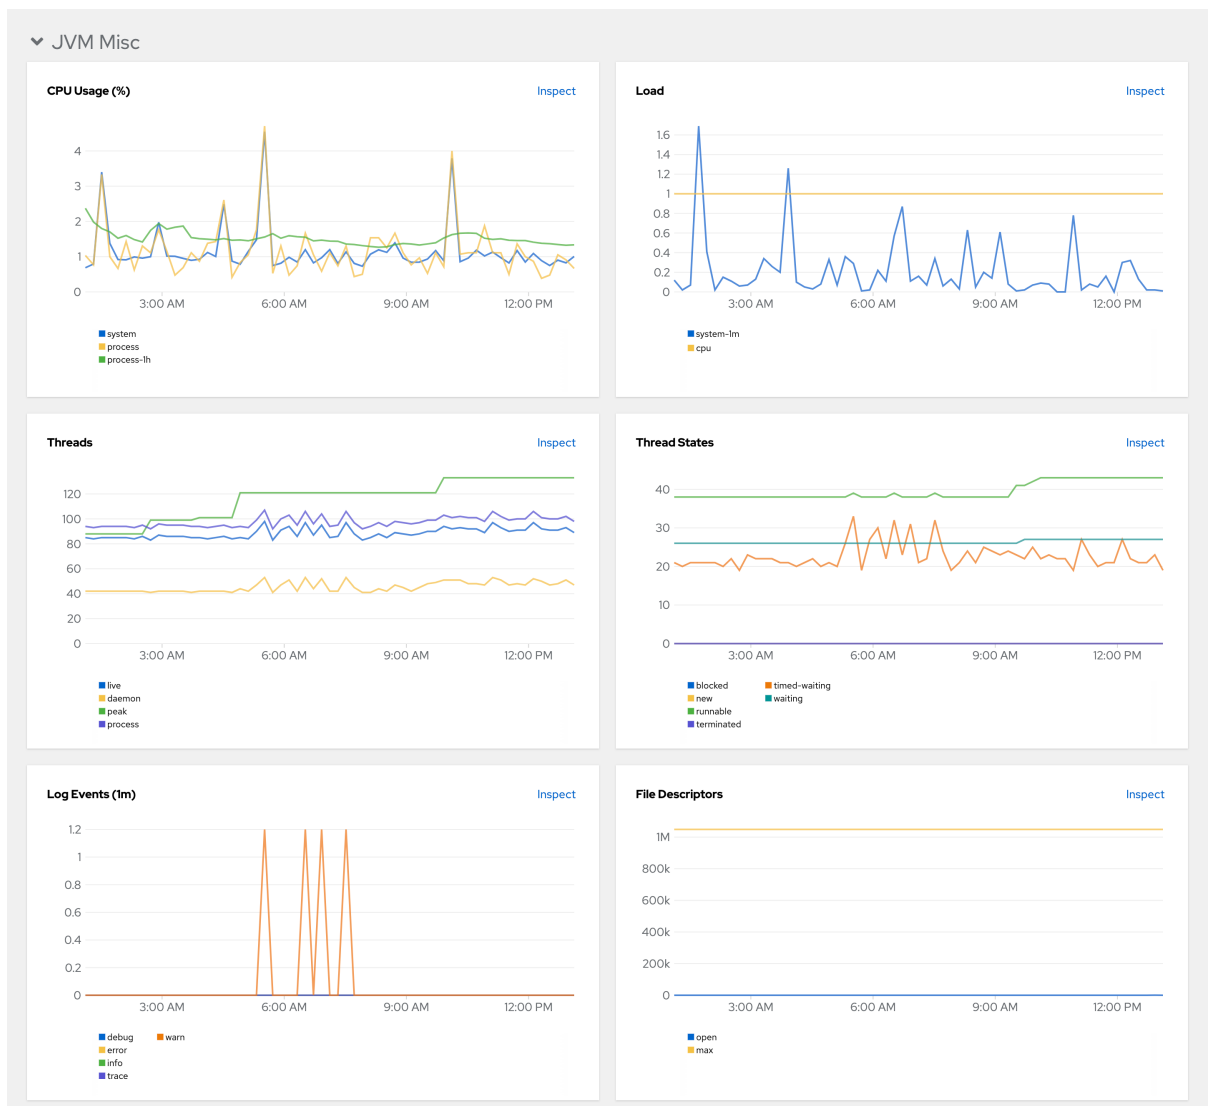 JVM Misc
CPU Usage (%)
Inspect
4
3
2
1
0
3:00 AM
6:00 AM
9:00 AM
12:00 PM
system
process
process-1h
Load
Inspect
1.6
1.4
1.2
1
0.8
0.6
0.4
0.2
0
3:00 AM
6:00 AM
9:00 AM
12:00 PM
system-1m
cpu
Threads
Inspect
120
100
80
60
40
20
0
3:00 AM
6:00 AM
9:00 AM
12:00 PM
live
daemon
peak
process
Thread States
Inspect
40
30
20
10
0
3:00 AM
6:00 AM
9:00 AM
12:00 PM
blocked
new
runnable
terminated
timed-waiting
waiting
Log Events (1m)
Inspect
1.2
1
0.8
0.6
0.4
0.2
0
3:00 AM
6:00 AM
9:00 AM
12:00 PM
debug
error
info
trace
warn
File Descriptors
Inspect
1M
800k
600k
400k
200k
0
3:00 AM
6:00 AM
9:00 AM
12:00 PM
open
max